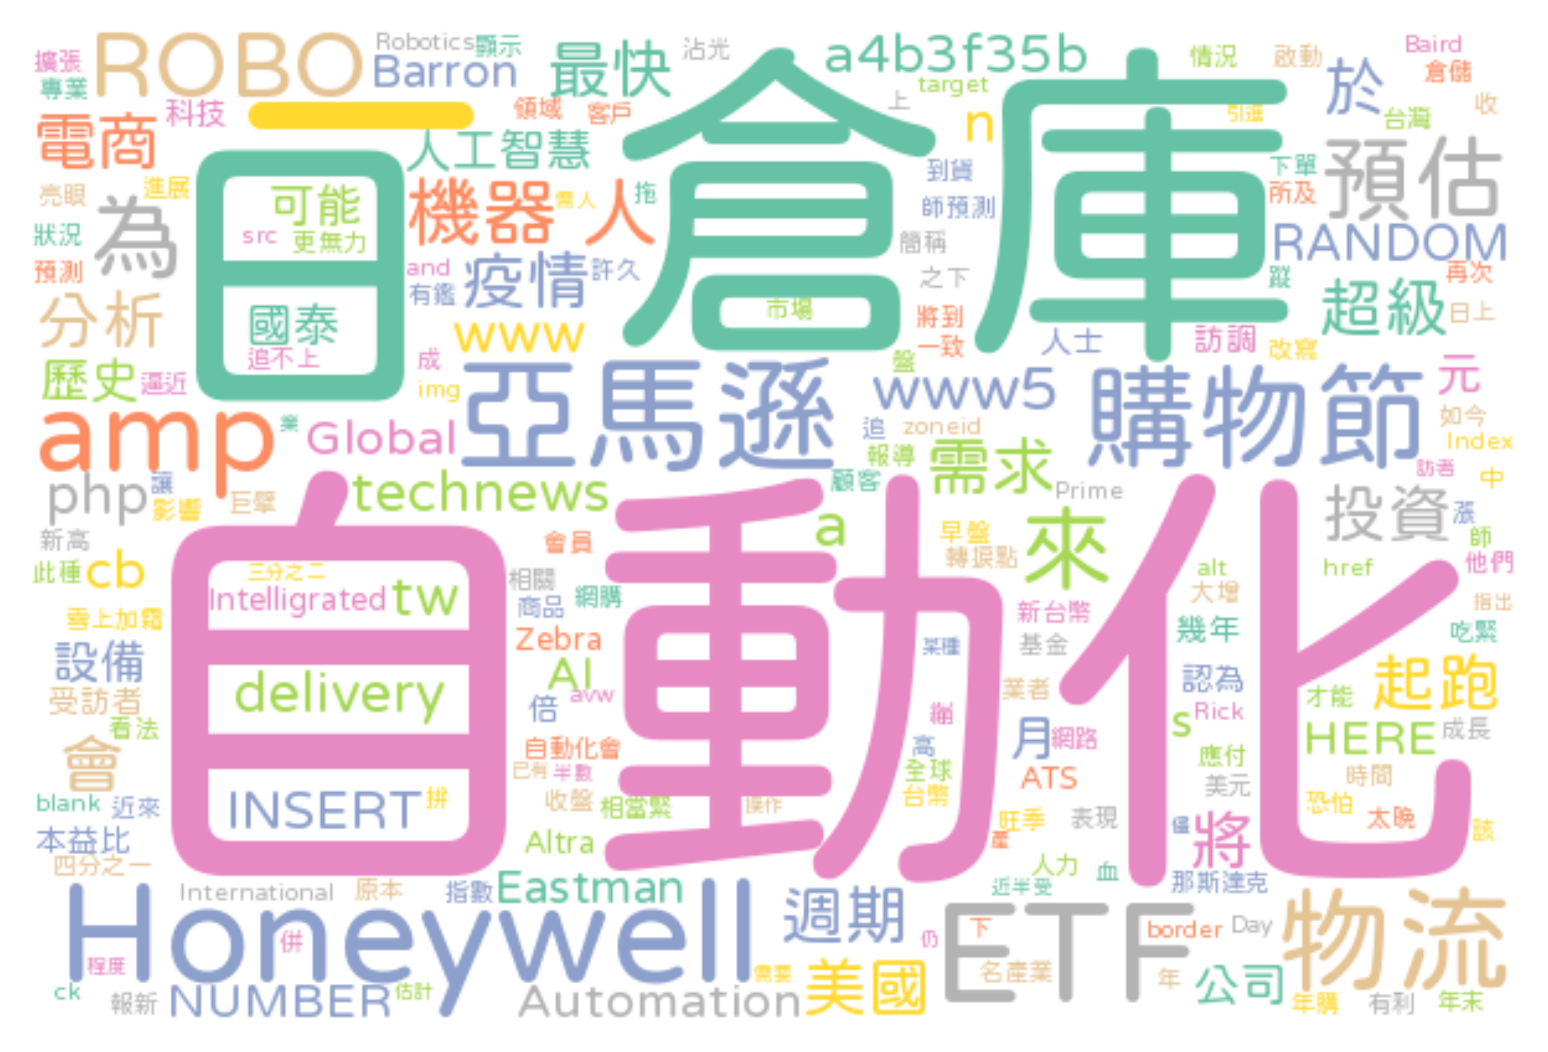 擴張
專業
ROBO
Robotics
顯示
Barron
最快
沾光
a4b3f35b
target
情況
啟動
Baird
倉儲
電商
科技
一
領域
客戶
上
n
引進
於
台灣
收
人工智慧
倉庫
日
亮眼
進展
為
可能
src
更無力
機器人
需人
拖
到貨
師預測
下單
所及
預估
狀況
預測
and
有鑑
疫情
許久
簡稱
之下
蹤
RANDOM
再次
分析
國泰
追不上
www
市場
將到
一致
人士
訪調
改寫
超級
日上
歷史
逼近
成
img
亞馬遜
盤
www5
購物節
元
如今
amp
業
Global
追
zoneid
報導
需求
Index
訪者
中
php
讓
影響
巨擘
technews
顧客
Prime
投資
漲
師
新高
自動化
a
早盤
轉捩點
來
他們
此種
cb
三分之二
Intelligrated
tw
會員
相關
商品
網購
新台幣
alt
大增
href
指出
雪上加霜
設備
Zebra
某種
基金
幾年
吃緊
受訪者
delivery
AI
avw
倍
業者
認為
才能
起跑
看法
會
自動化會
已有
半數
高
月
網路
s
Rick
HERE
成長
blank
近來
INSERT
拚
收盤
相當緊
操作
全球
台幣
ATS
應付
美元
時間
恐怕
太晚
本益比
四分之一
Altra
旺季
產
表現
將
僅
該
International
原本
指數
Eastman
人力
近半受
血
那斯達克
Honeywell
併
程度
週期
仍
ETF
下
border
Day
物流
ck
報新
NUMBER
估計
Automation
需要
美國
名產業
年
公司
年購
有利
年末